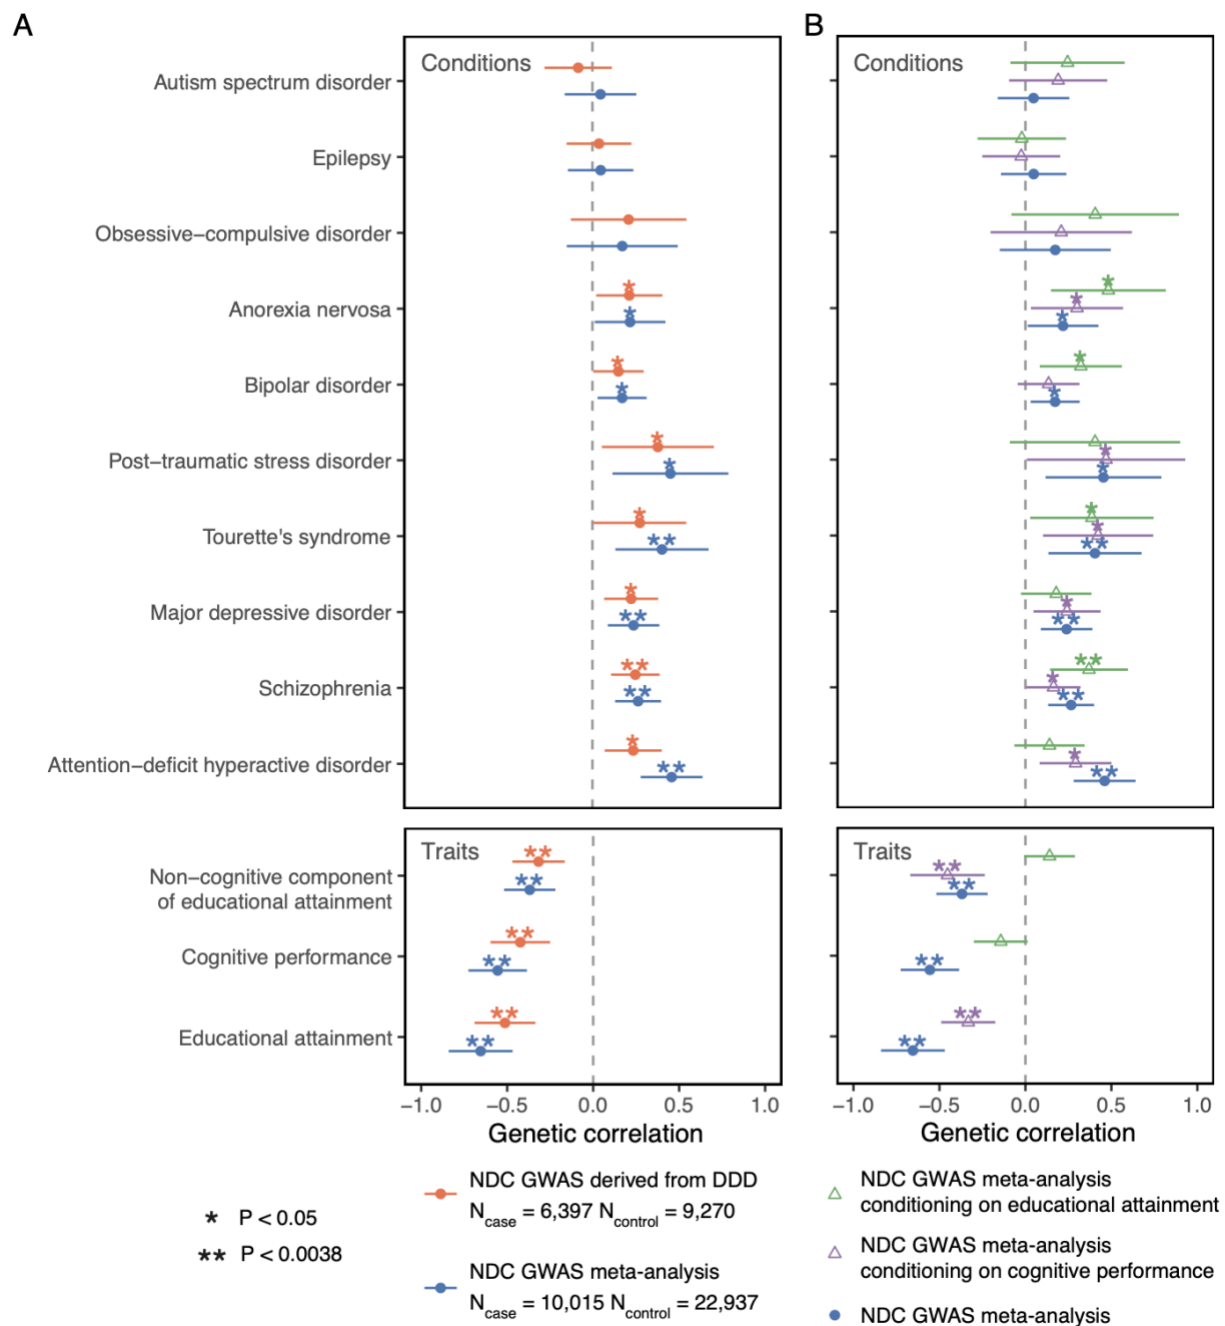 A
B
Conditions
Conditions
Autism spectrum disorder
Epilepsy
Obsessive–compulsive disorder
Anorexia nervosa
Bipolar disorder
Post–traumatic stress disorder
Tourette's syndrome
Major depressive disorder
Schizophrenia
Attention–deficit hyperactive disorder
Traits
Traits
Non–cognitive component
of educational attainment
Cognitive performance
Educational attainment
−1.0 −0.5 0.0 0.5 1.0
−1.0 −0.5 0.0 0.5 1.0
Genetic correlation
Genetic correlation
* P < 0.05
** P < 0.0038
NDC GWAS derived from DDD
Ncase = 6,397 Ncontrol = 9,270
NDC GWAS meta−analysis
Ncase = 10,015 Ncontrol = 22,937
NDC GWAS meta−analysis
conditioning on educational attainment
NDC GWAS meta−analysis
conditioning on cognitive performance
NDC GWAS meta−analysis